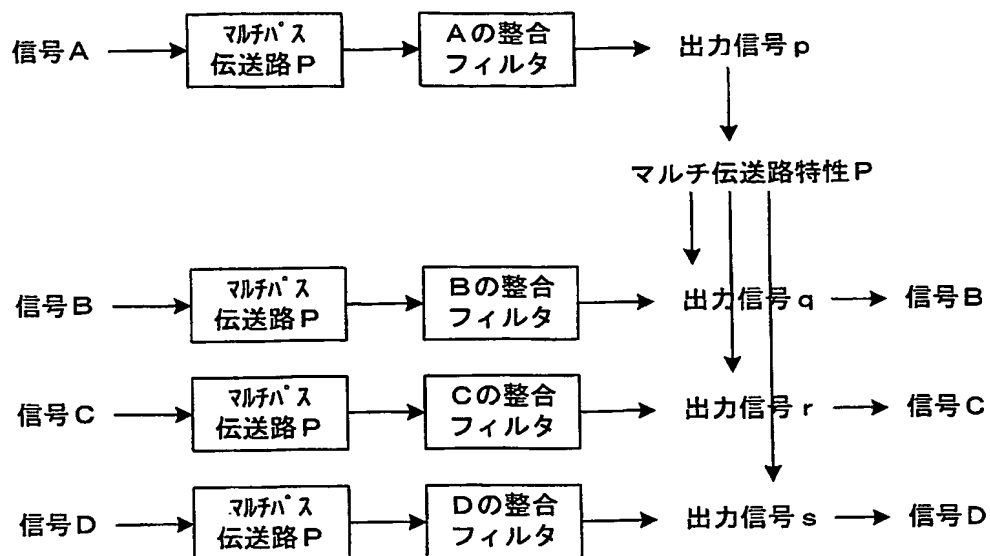 信号A
マルチパス
伝送路P
Aの整合
フィルタ
出力信号p
マルチ伝送路特性P
信号B
マルチパス
伝送路P
Bの整合
フィルタ
出力信号q
信号B
信号C
マルチパス
伝送路P
Cの整合
フィルタ
出力信号r
信号C
信号D
マルチパス
伝送路P
Dの整合
フィルタ
出力信号s
信号D